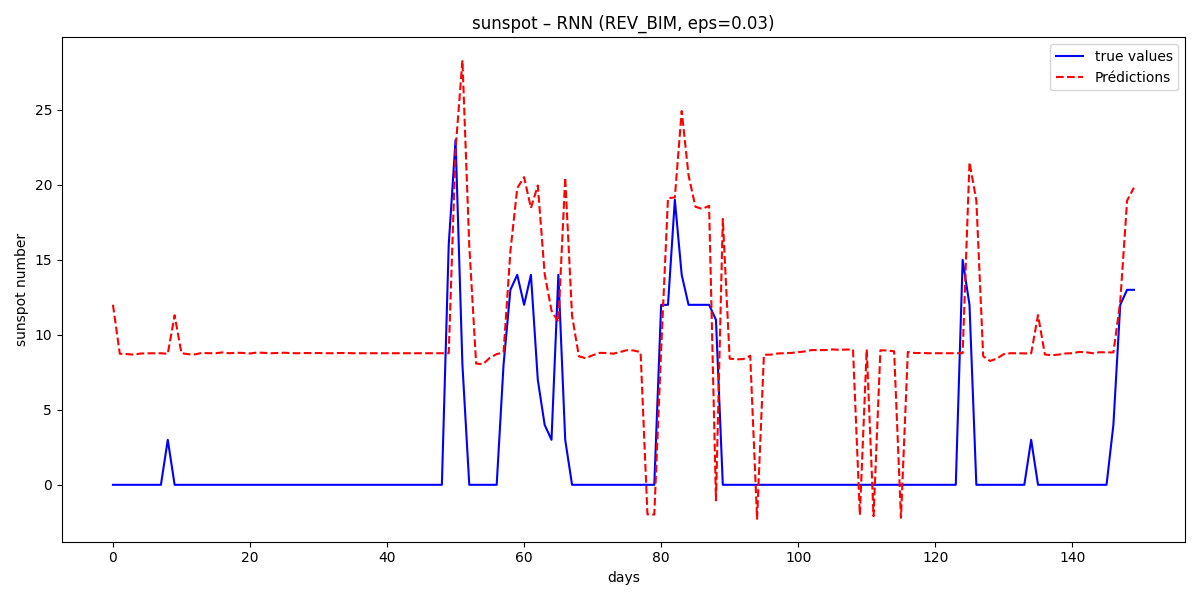 sunspot – RNN (REV_BIM, eps=0.03)
true values
Prédictions
sunspot number
25
20
15
10
5
0
0 20 40 60 80 100 120 140
days